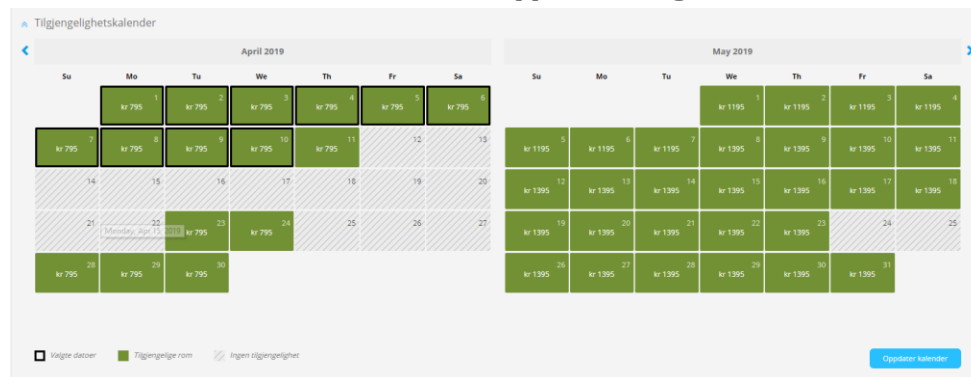 Tilgjengelighetskalender
April 2019
Su Mo Tu We Th Fr Sa
1 2 3 4 5 6
kr 795 kr 795 kr 795 kr 795 kr 795 kr 795
7 8 9 10 11 12 13
kr 795 kr 795 kr 795 kr 795 kr 795
14 15 16 17 18 19 20
21 22 23 24 25 26 27
Monday, Apr 15, 2019
kr 795 kr 795
28 29 30
kr 795 kr 795 kr 795
May 2019
Su Mo Tu We Th Fr Sa
1 2 3 4
kr 1195 kr 1195 kr 1195 kr 1195
5 6 7 8 9 10 11
kr 1195 kr 1195 kr 1195 kr 1395 kr 1395 kr 1395 kr 1395
12 13 14 15 16 17 18
kr 1395 kr 1395 kr 1395 kr 1395 kr 1395 kr 1395 kr 1395
19 20 21 22 23 24 25
kr 1395 kr 1395 kr 1395 kr 1395 kr 1395
26 27 28 29 30 31
kr 1395 kr 1395 kr 1395 kr 1395 kr 1395 kr 1395
Valgte datoer Tilgjengelige rom Ingen tilgjengelighet
Oppdater kalender